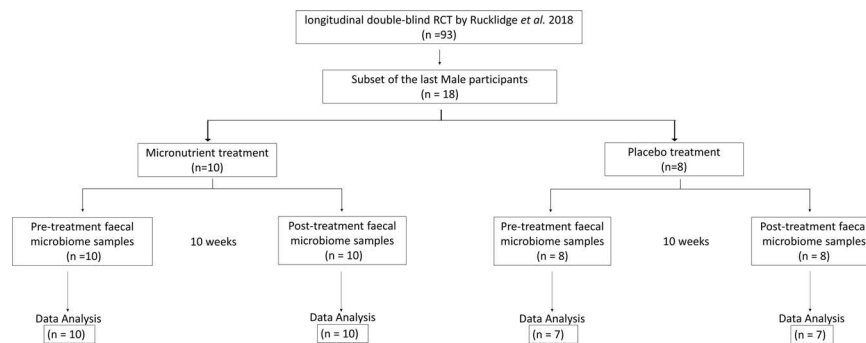 longitudinal double-blind RCT by Rucklidge et al. 2018
(n =93)
Subset of the last Male participants
(n = 18)
Micronutrient treatment
(n=10)
Placebo treatment
(n=8)
Pre-treatment faecal
microbiome samples
(n =10)
10 weeks
Post-treatment faecal
microbiome samples
(n = 10)
Pre-treatment faecal
microbiome samples
(n = 8)
10 weeks
Post-treatment faecal
microbiome samples
(n = 8)
Data Analysis
(n = 10)
Data Analysis
(n = 10)
Data Analysis
(n = 7)
Data Analysis
(n = 7)